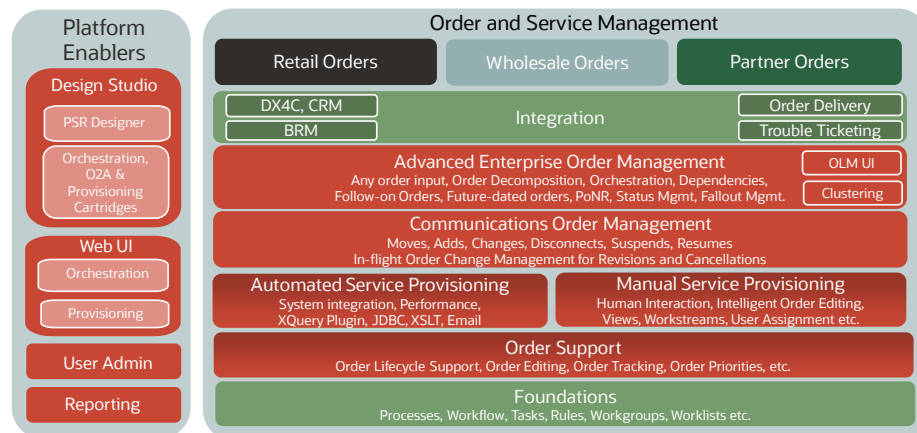 Platform
Enablers
Design Studio
PSR Designer
Orchestration,
O2A &
Provisioning
Cartridges
Web UI
Orchestration
Provisioning
User Admin
Reporting
Order and Service Management
Retail Orders
Wholesale Orders
Partner Orders
DX4C, CRM
BRM
Integration
Order Delivery
Trouble Ticketing
Advanced Enterprise Order Management
Any order input, Order Decomposition, Orchestration, Dependencies,
Follow-on Orders, Future-dated orders, PoNR, Status Mgmt, Fallout Mgmt.
OLM UI
Clustering
Communications Order Management
Moves, Adds, Changes, Disconnects, Suspends, Resumes
In-flight Order Change Management for Revisions and Cancellations
Automated Service Provisioning
System integration, Performance,
XQuery Plugin, JDBC, XSLT, Email
Manual Service Provisioning
Human Interaction, Intelligent Order Editing,
Views, Workstreams, User Assignment etc.
Order Support
Order Lifecycle Support, Order Editing, Order Tracking, Order Priorities, etc.
Foundations
Processes, Workflow, Tasks, Rules, Workgroups, Worklists etc.